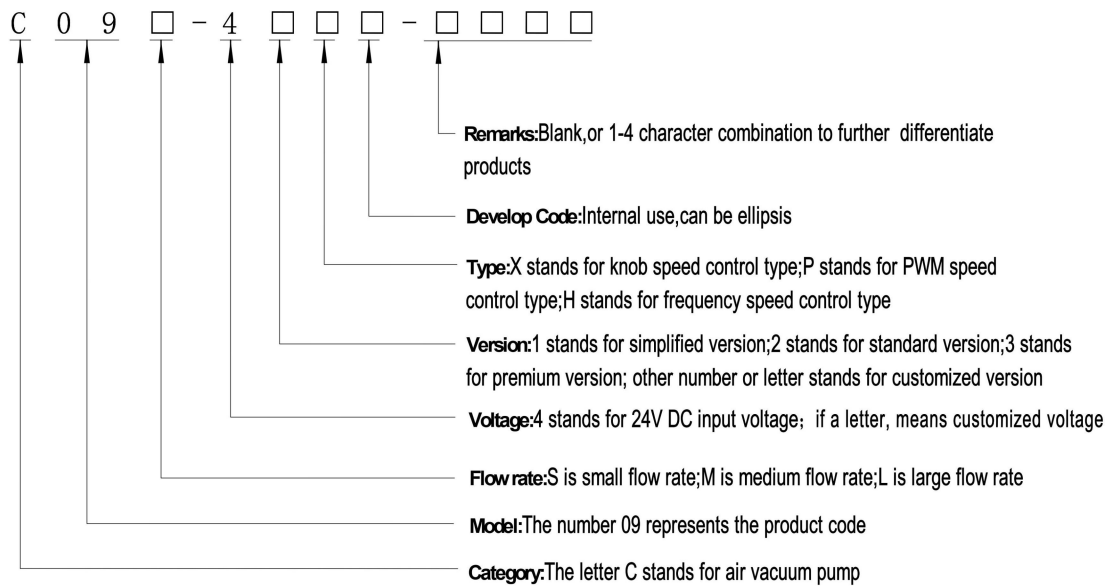 C 09□-4□□□-□□□□
Remarks:Blank,or 1-4 character combination to further differentiate
products
Develop Code:Internal use,can be ellipsis
Type:X stands for knob speed control type;P stands for PWM speed
control type;H stands for frequency speed control type
Version:1 stands for simplified version;2 stands for standard version;3 stands
for premium version; other number or letter stands for customized version
Voltage:4 stands for 24V DC input voltage; if a letter, means customized voltage
Flow rate:S is small flow rate;M is medium flow rate;L is large flow rate
Model:The number 09 represents the product code
Category:The letter C stands for air vacuum pump